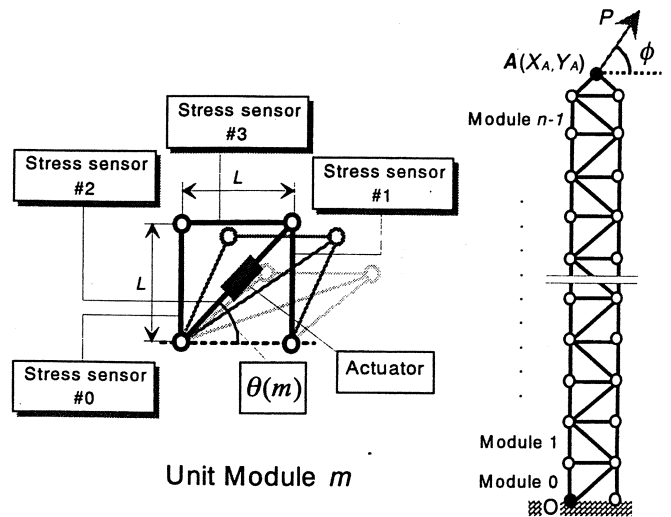 P
A(XA,YA)
ϕ
Module n-1
Stress sensor
#3
Stress sensor
#2
Stress sensor
#1
L
L
Stress sensor
#0
θ(m)
Actuator
Unit Module m
Module 1
Module 0
O